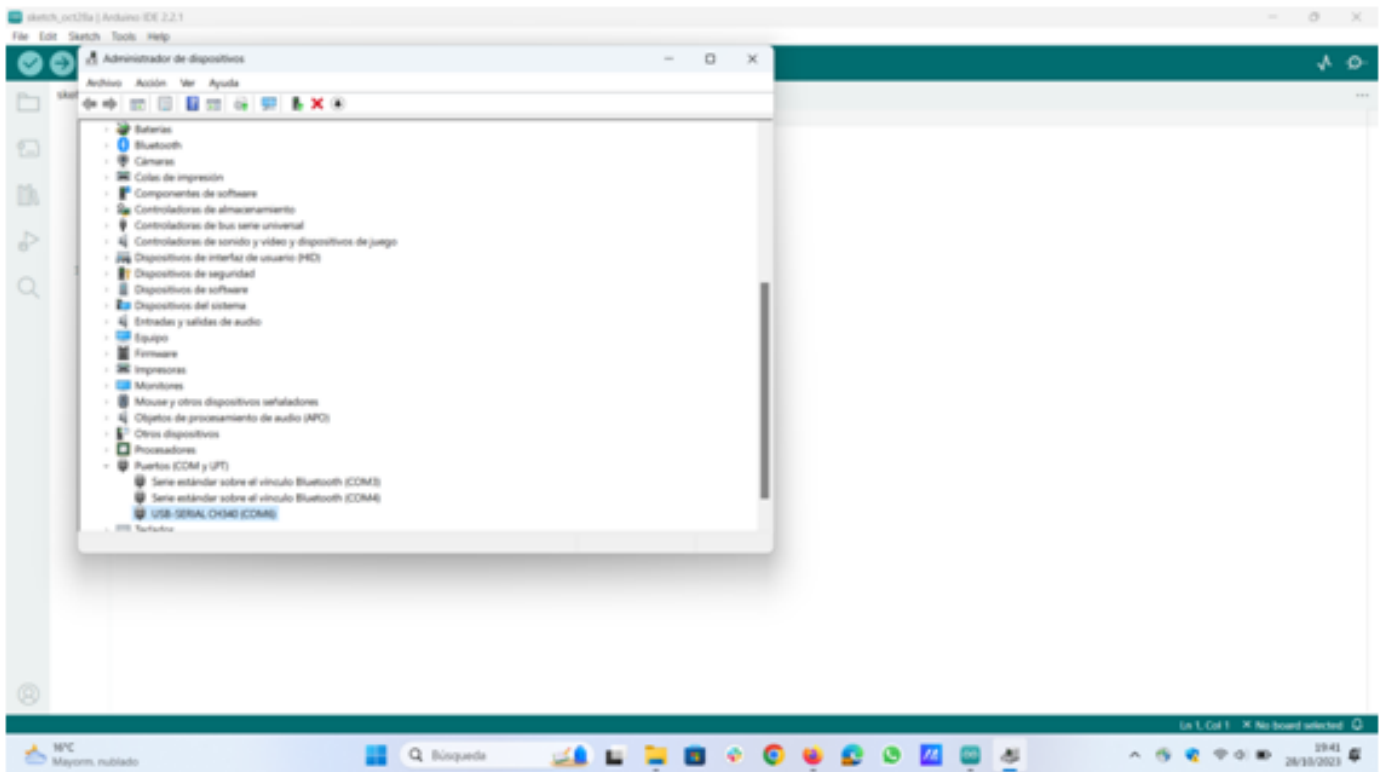 sketch_oct28a | Arduino IDE 2.2.1
File Edit Sketch Tools Help
Administrador de dispositivos
Archivo Acción Ver Ayuda
sket
Baterías
Bluetooth
Cámaras
Colas de impresión
Componentes de software
Controladoras de almacenamiento
Controladoras de bus serie universal
Controladoras de sonido y vídeo y dispositivos de juego
Dispositivos de interfaz de usuario (HID)
Dispositivos de seguridad
Dispositivos de software
Dispositivos del sistema
Entradas y salidas de audio
Equipo
Firmware
Impresoras
Monitores
Mouse y otros dispositivos señaladores
Objetos de procesamiento de audio (APO)
Otros dispositivos
Procesadores
Puertos (COM y LPT)
Serie estándar sobre el vínculo Bluetooth (COM3)
Serie estándar sobre el vínculo Bluetooth (COM4)
USB-SERIAL CH340 (COM6)
Teclados
Ln 1, Col 1 × No board selected
16°C
Mayorm. nublado
Búsqueda
19:41
28/10/2023